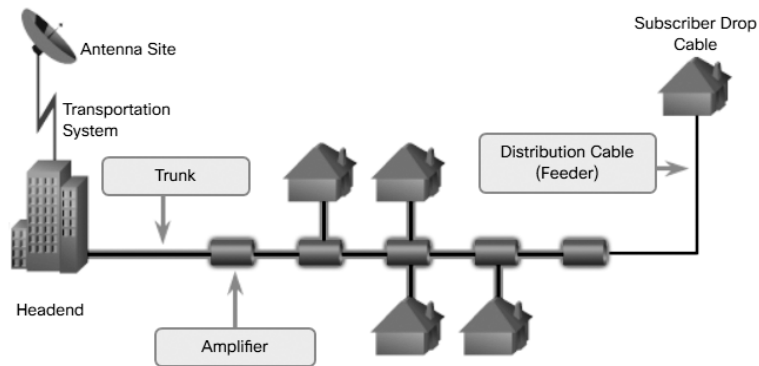 Antenna Site
Subscriber Drop
Cable
Transportation
System
Trunk
Distribution Cable
(Feeder)
Headend
Amplifier